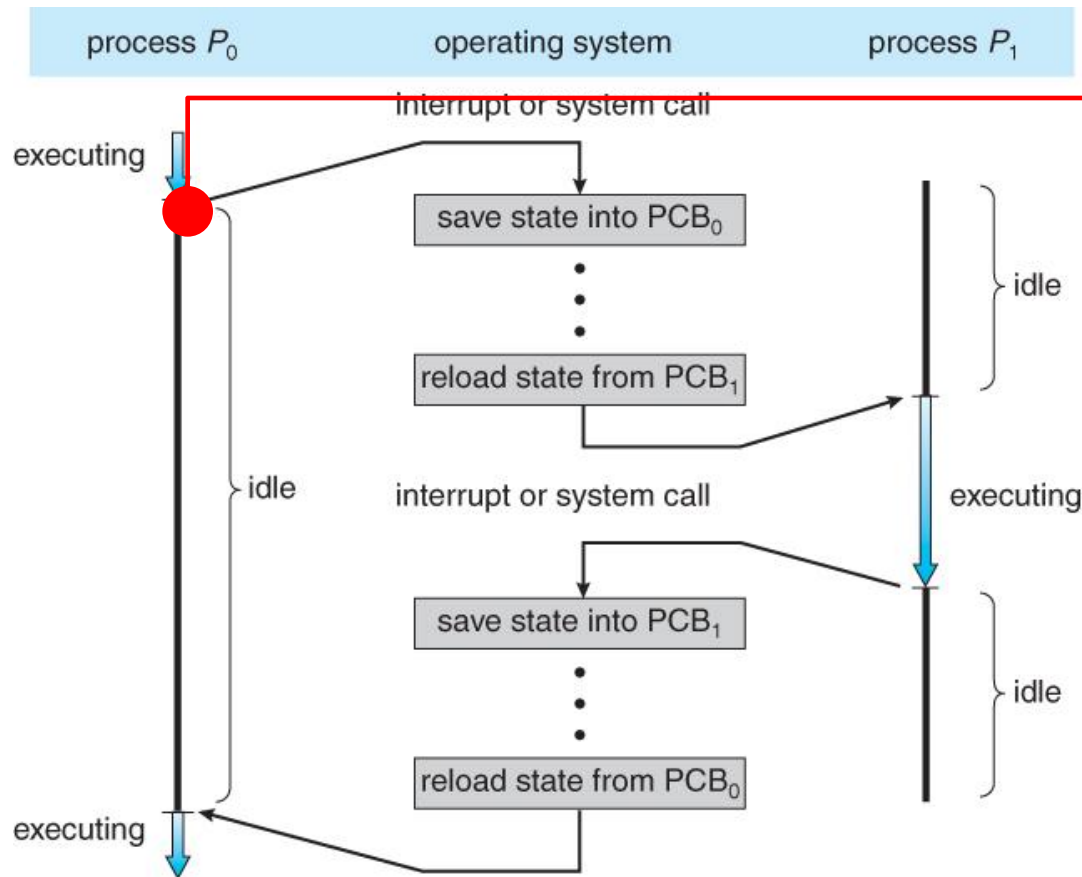 process P₀ operating system process P₁
interrupt or system call
executing
save state into PCB₀
idle
reload state from PCB₁
idle
interrupt or system call
executing
save state into PCB₁
idle
reload state from PCB₀
executing